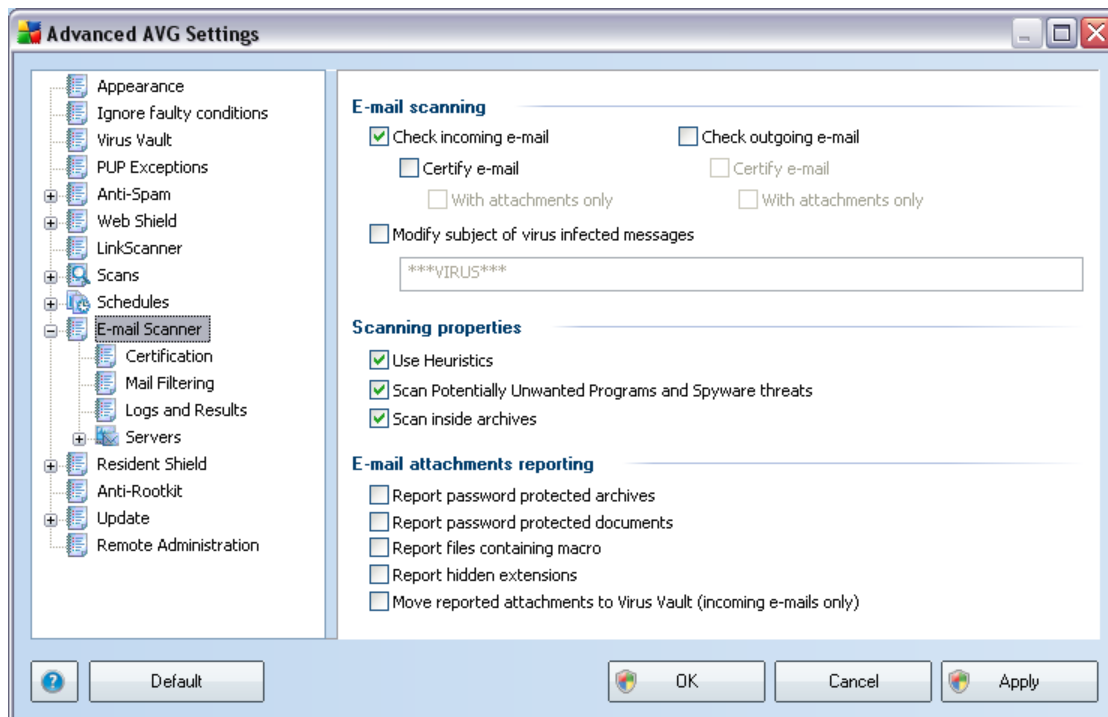 Advanced AVG Settings
Appearance
Ignore faulty conditions
Virus Vault
PUP Exceptions
Anti-Spam
Web Shield
LinkScanner
Scans
Schedules
E-mail Scanner
Certification
Mail Filtering
Logs and Results
Servers
Resident Shield
Anti-Rootkit
Update
Remote Administration
E-mail scanning
Check incoming e-mail
Check outgoing e-mail
Certify e-mail
Certify e-mail
With attachments only
With attachments only
Modify subject of virus infected messages
***VIRUS***
Scanning properties
Use Heuristics
Scan Potentially Unwanted Programs and Spyware threats
Scan inside archives
E-mail attachments reporting
Report password protected archives
Report password protected documents
Report files containing macro
Report hidden extensions
Move reported attachments to Virus Vault (incoming e-mails only)
?
Default
OK
Cancel
Apply